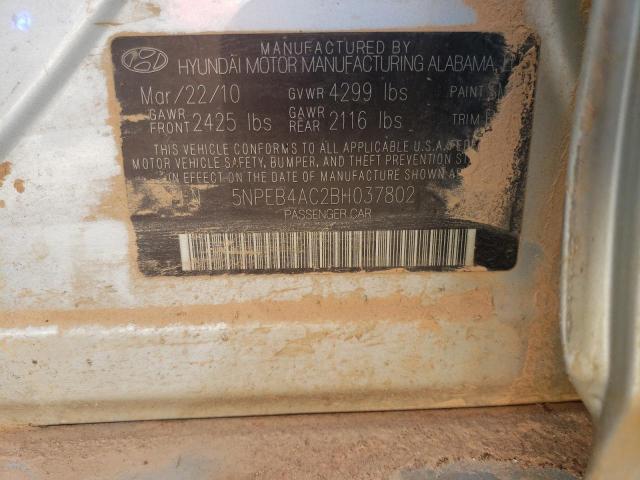 MANUFACTURED BY
HYUNDAI MOTOR MANUFACTURING ALABAMA,
Mar/22/10 GVWR 4299 lbs PAINT
GAWR FRONT 2425 lbs GAWR REAR 2116 lbs TRIM
THIS VEHICLE CONFORMS TO ALL APPLICABLE U.S.A.
MOTOR VEHICLE SAFETY, BUMPER, AND THEFT PREVENTION
IN EFFECT ON THE DATE OF MANUFACTURE SHOWN
5NPEB4AC2BH037802
PASSENGER CAR